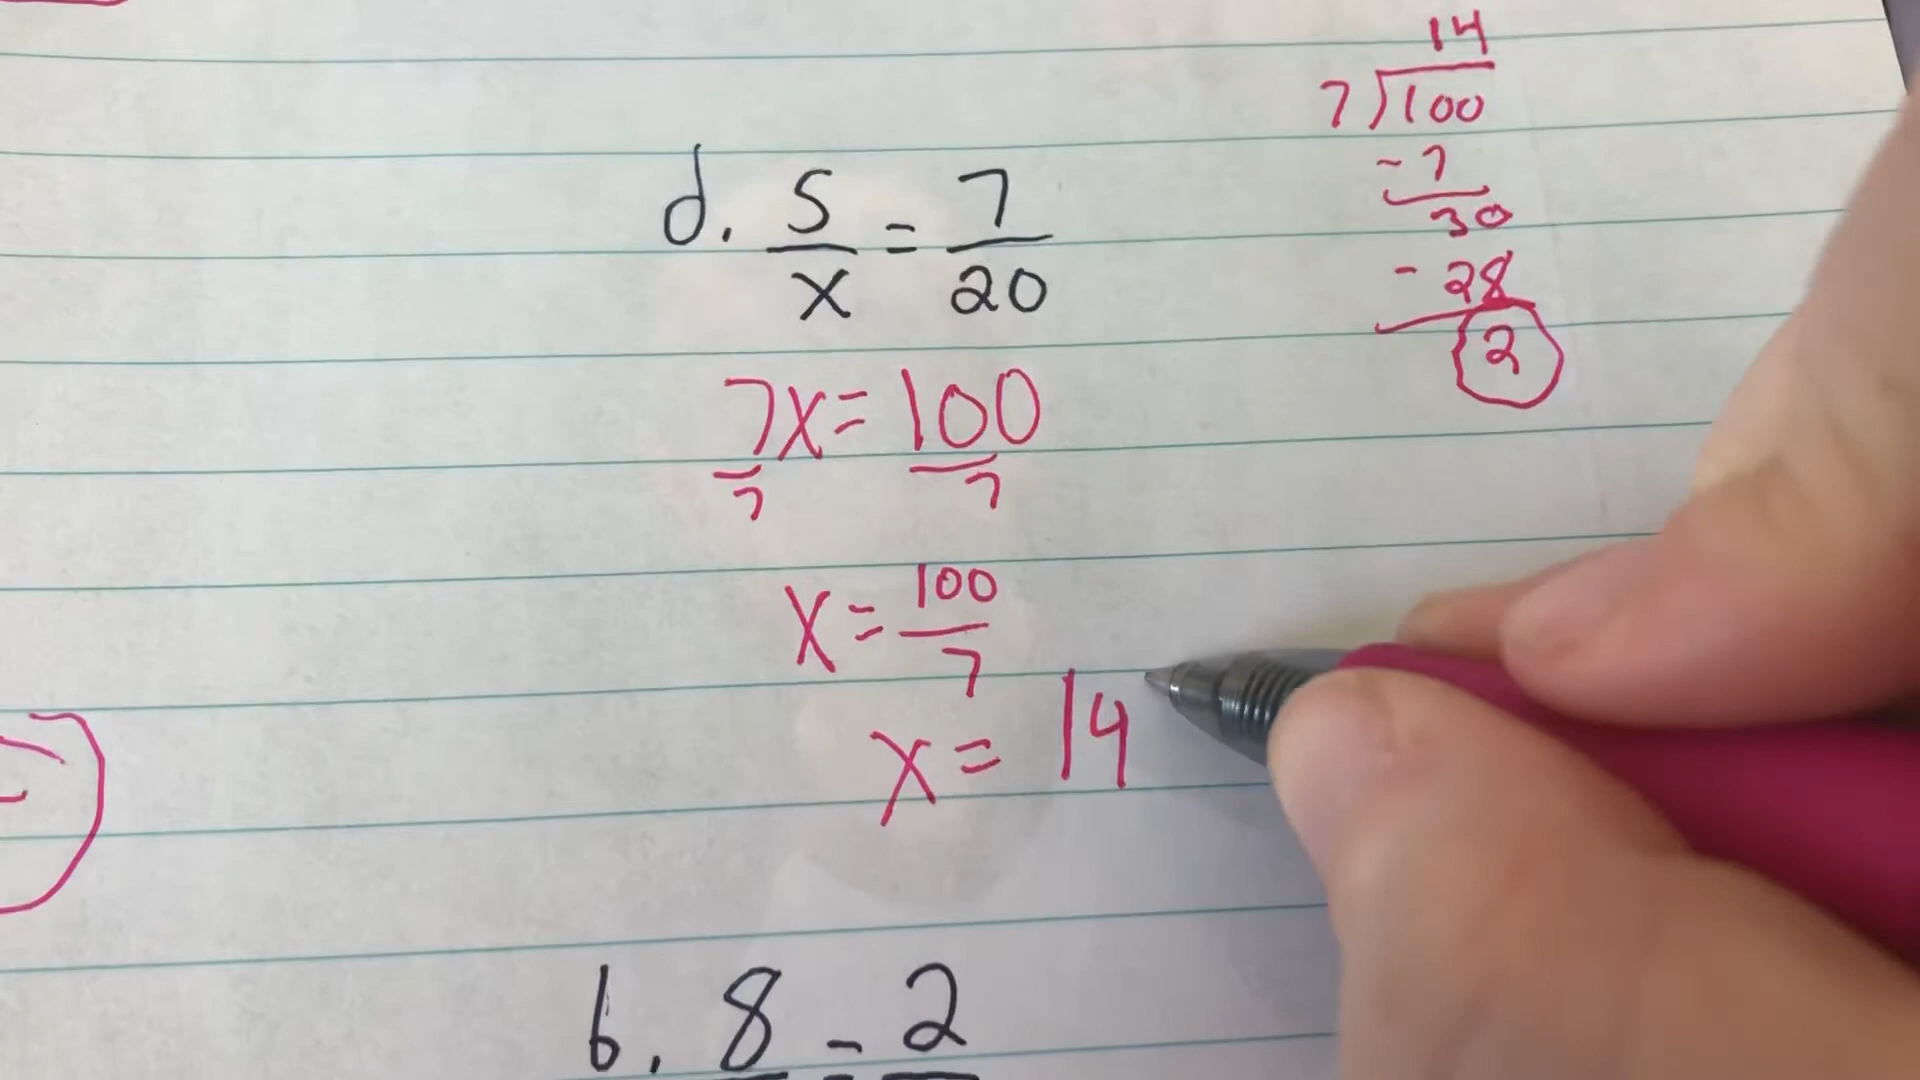 d. 5/x = 7/20
7x = 100
7 7
x = 100/7
x = 14
14
7)100
- 7
30
- 28
2
b. 8 = 2